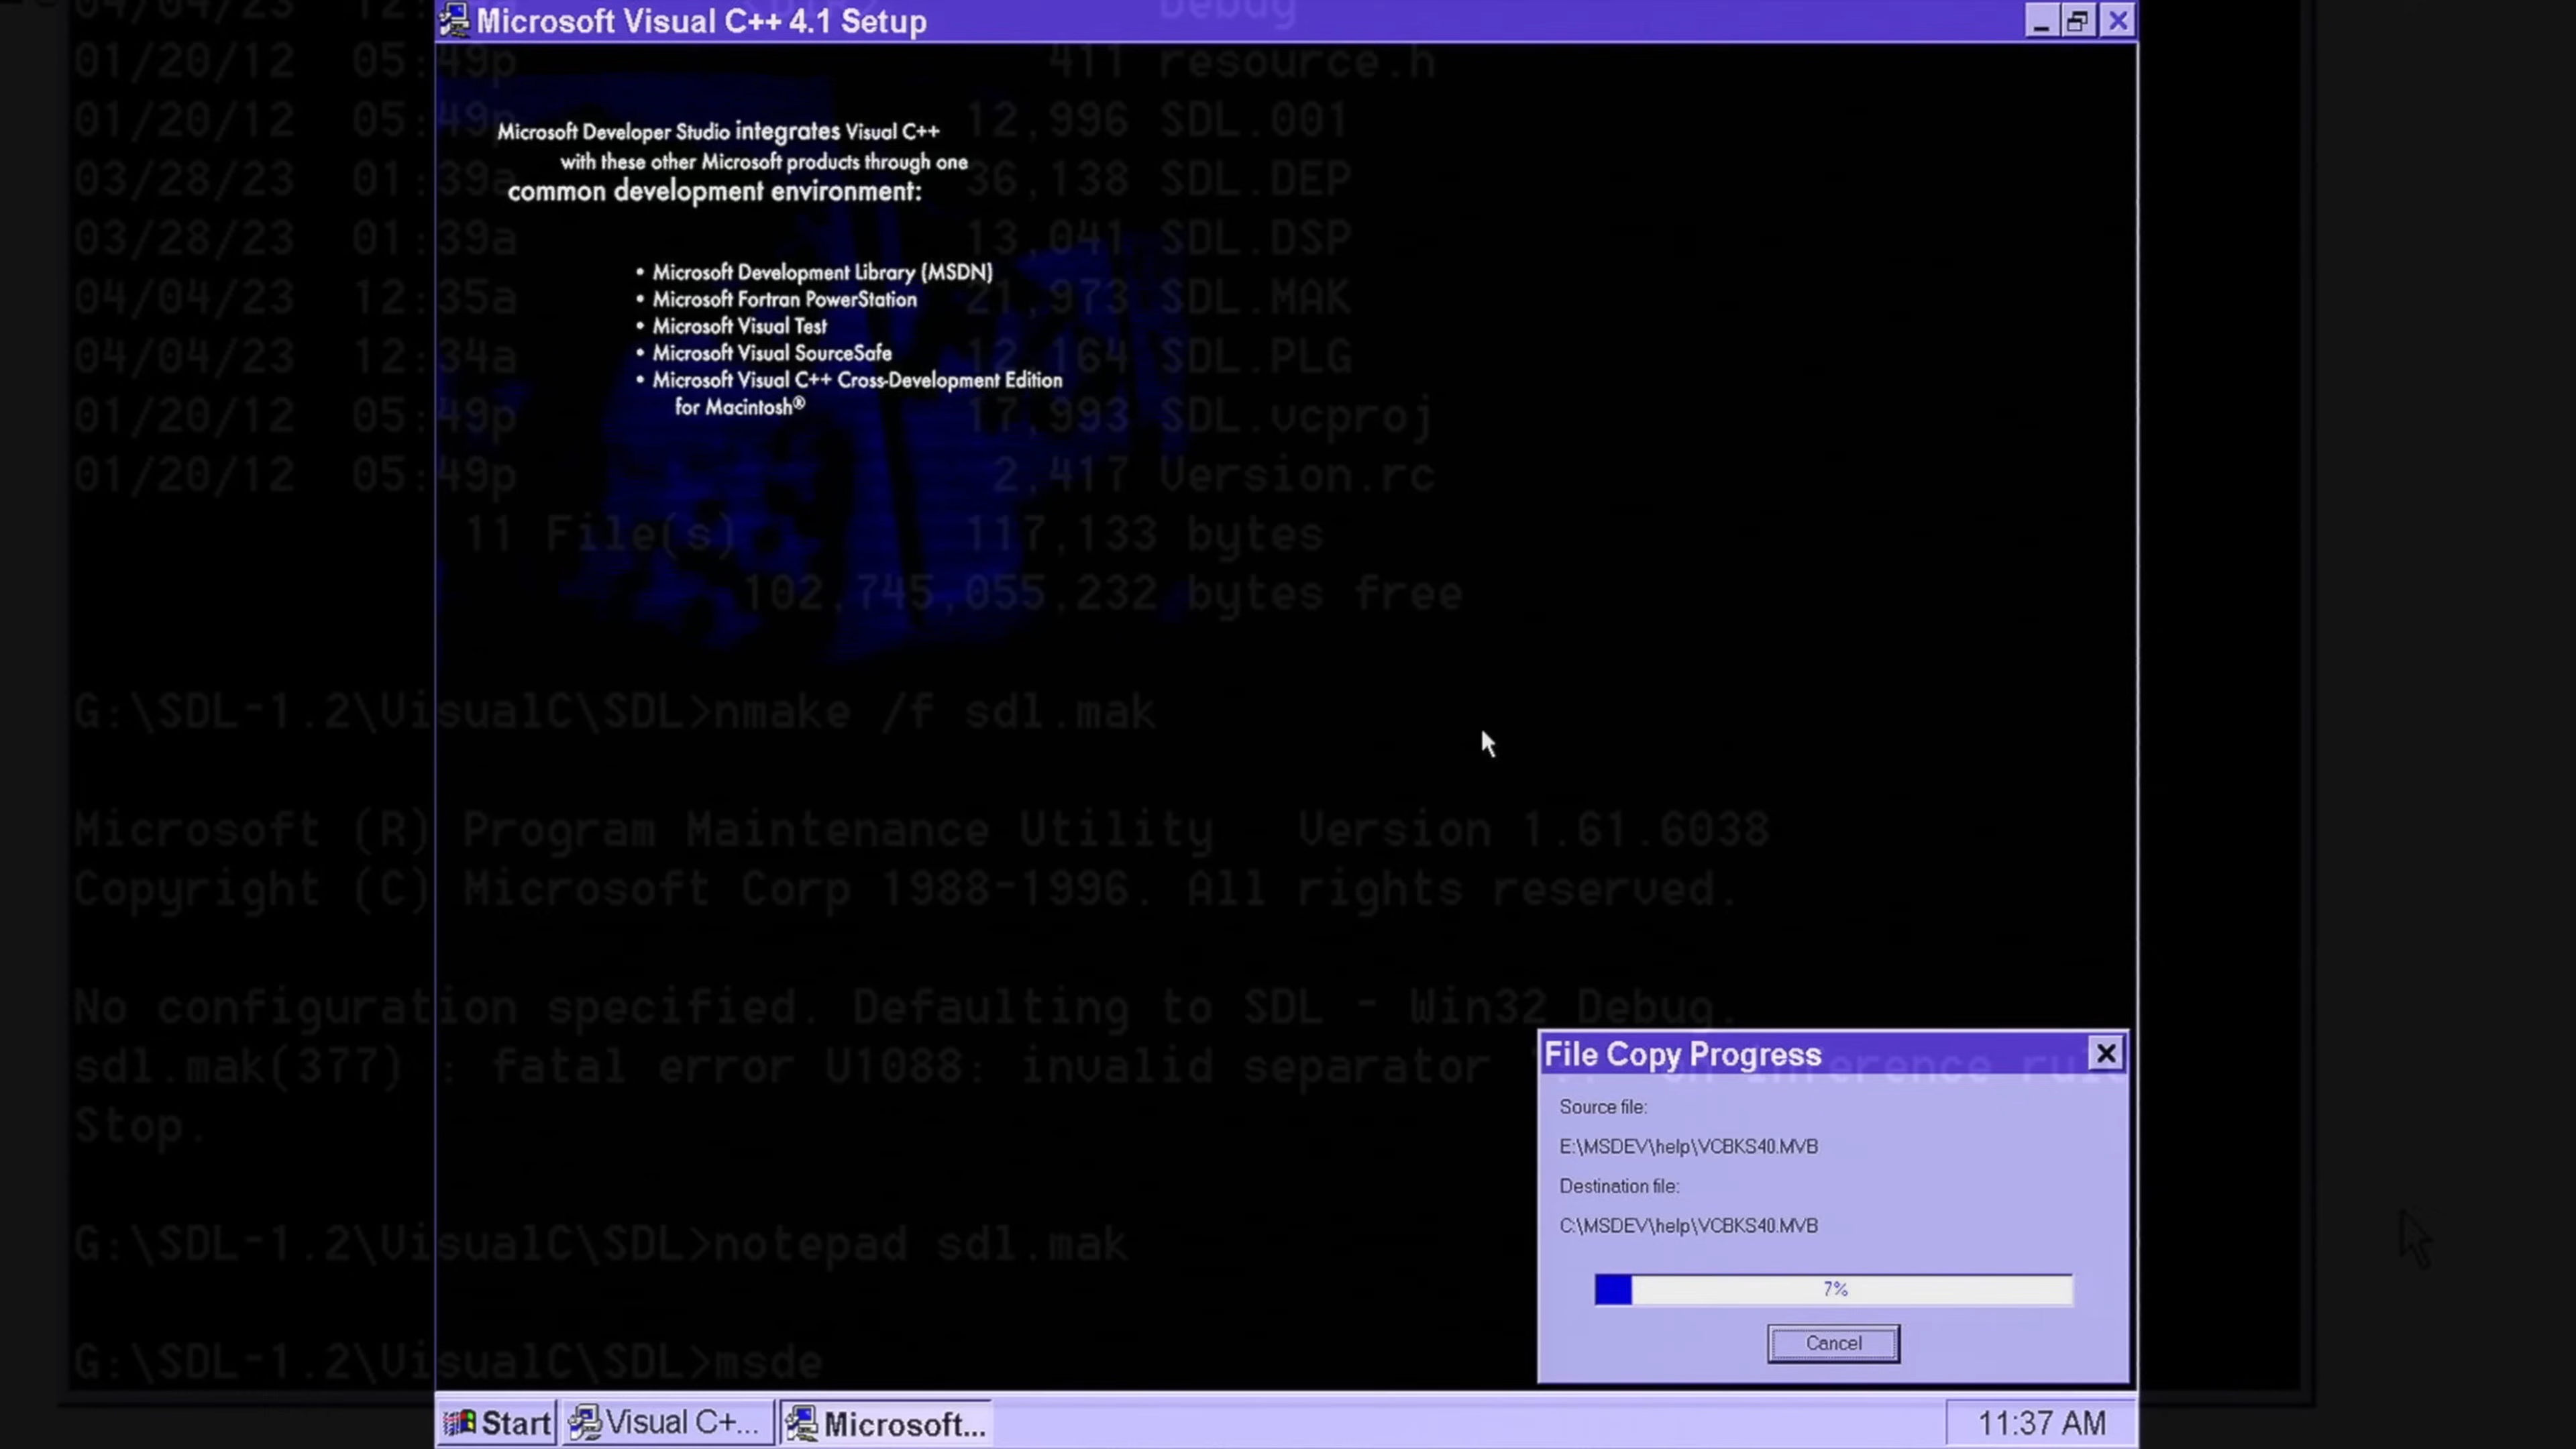 Microsoft Visual C++ 4.1 Setup
Debug
01/20/12 05:49p 411 resource.h
01/20/12 05:49p 12,996 SDL.001
03/28/23 01:39a 36,138 SDL.DEP
03/28/23 01:39a 13,041 SDL.DSP
04/04/23 12:35a 21,973 SDL.MAK
04/04/23 12:34a 12,164 SDL.PLG
01/20/12 05:49p 17,993 SDL.vcproj
01/20/12 05:49p 2,417 Version.rc
11 File(s) 117,133 bytes
102,745,055,232 bytes free
Microsoft Developer Studio integrates Visual C++
with these other Microsoft products through one
common development environment:
• Microsoft Development Library (MSDN)
• Microsoft Fortran PowerStation
• Microsoft Visual Test
• Microsoft Visual SourceSafe
• Microsoft Visual C++ Cross-Development Edition
for Macintosh®
G:\SDL-1.2\VisualC\SDL>nmake /f sdl.mak
Microsoft (R) Program Maintenance Utility Version 1.61.6038
Copyright (C) Microsoft Corp 1988-1996. All rights reserved.
No configuration specified. Defaulting to SDL - Win32 Debug.
sdl.mak(377) : fatal error U1088: invalid separator on inference
Stop.
G:\SDL-1.2\VisualC\SDL>notepad sdl.mak
G:\SDL-1.2\VisualC\SDL>msde
File Copy Progress
Source file:
E:\MSDEV\help\VCBKS40.MVB
Destination file:
C:\MSDEV\help\VCBKS40.MVB
7%
Cancel
Start
Visual C+...
Microsoft...
11:37 AM